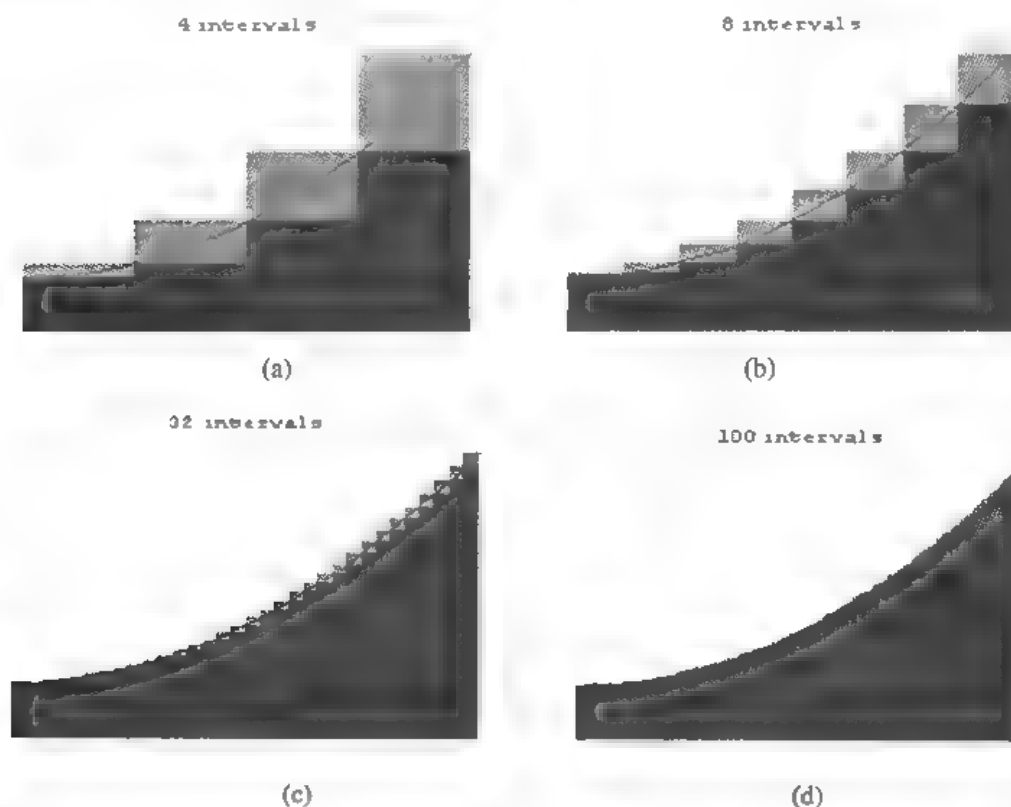 4 intervals
8 intervals
(a)
(b)
32 intervals
100 intervals
(c)
(d)